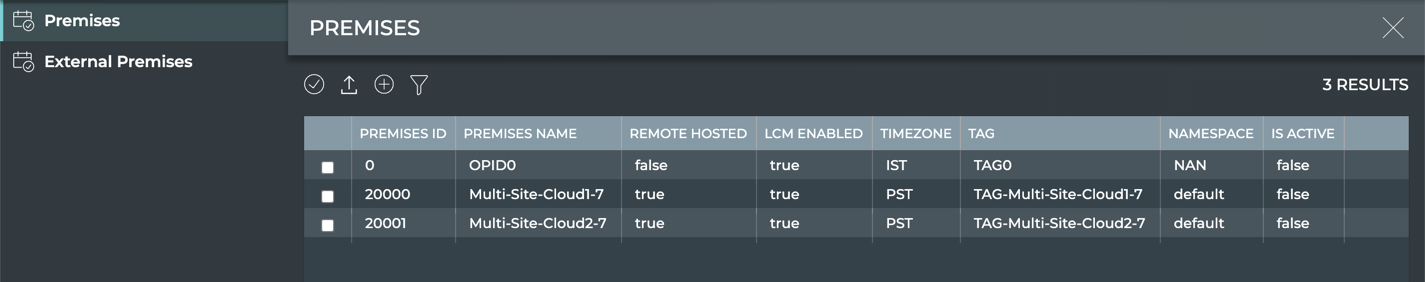 Premises
External Premises
PREMISES
3 RESULTS
PREMISES ID PREMISES NAME REMOTE HOSTED LCM ENABLED TIMEZONE TAG NAMESPACE IS ACTIVE
0 OPID0 false true IST TAG0 NAN false
20000 Multi-Site-Cloud1-7 true true PST TAG-Multi-Site-Cloud1-7 default false
20001 Multi-Site-Cloud2-7 true true PST TAG-Multi-Site-Cloud2-7 default false